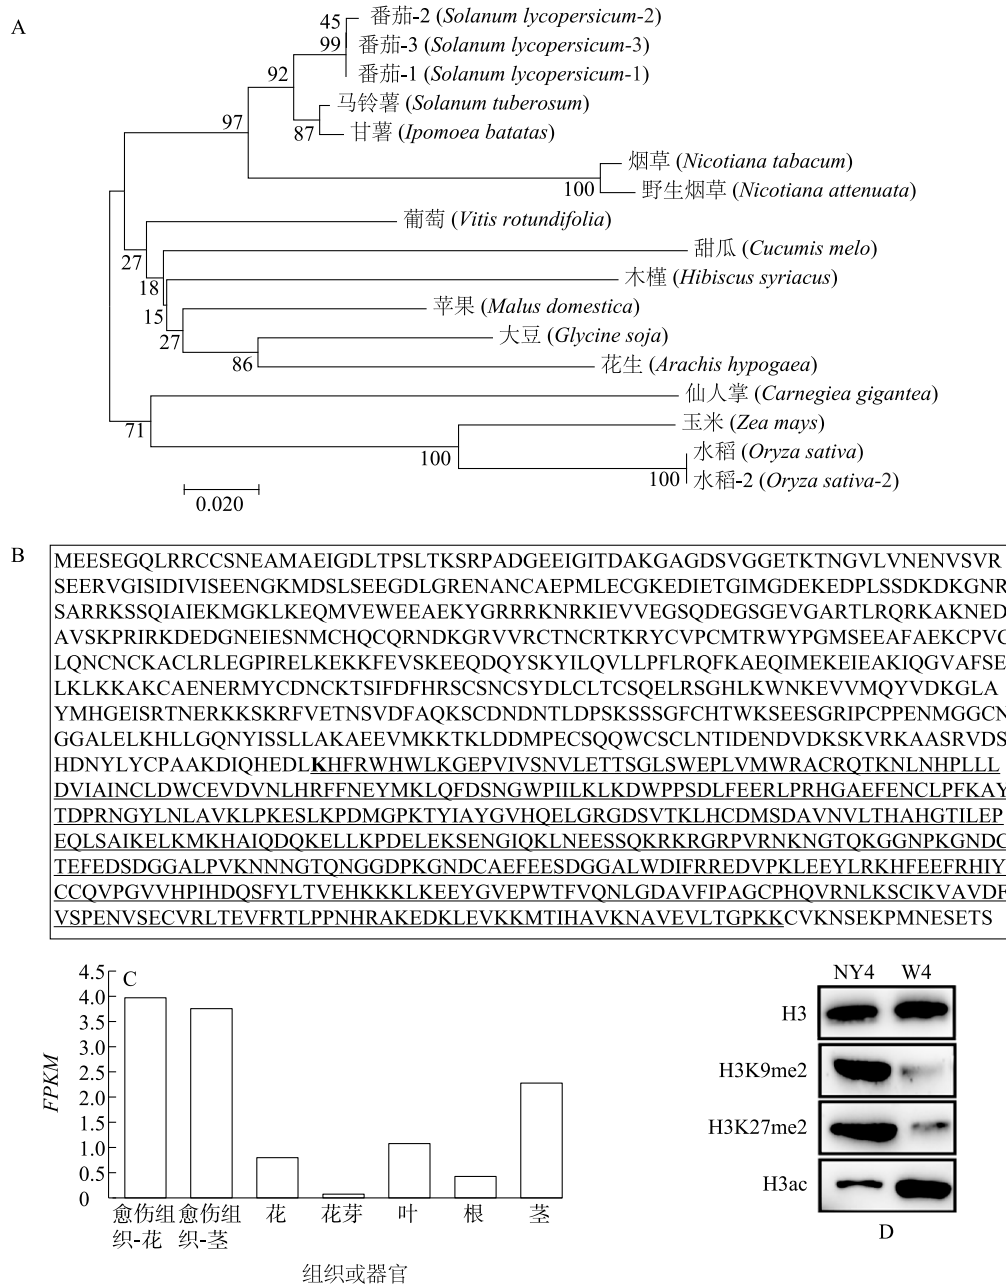 A
番茄-2 (Solanum lycopersicum-2)
番茄-3 (Solanum lycopersicum-3)
番茄-1 (Solanum lycopersicum-1)
马铃薯 (Solanum tuberosum)
甘薯 (Ipomoea batatas)
烟草 (Nicotiana tabacum)
野生烟草 (Nicotiana attenuata)
葡萄 (Vitis rotundifolia)
甜瓜 (Cucumis melo)
木槿 (Hibiscus syriacus)
苹果 (Malus domestica)
大豆 (Glycine soja)
花生 (Arachis hypogaea)
仙人掌 (Carnegiea gigantea)
玉米 (Zea mays)
水稻 (Oryza sativa)
水稻-2 (Oryza sativa-2)
45
99
92
87
97
100
27
18
15
27
86
71
100
100
0.020
B
MEESEGQLRRCCSNEAMAEIGDLTPSLTKSRPADGEEIGITDAKGAGDSVGGETKTNGVLVNENVSVR
SEERVGISIDIVISEENGKMDSLSEEGDLGRENANCAEPMLECGKEDIETGIMGDEKEDPLSSDKDKGNR
SARRKSSQIAIEKMGKLKEQMVEWEEAEKYGRRRKNRKIEVVEGSQDEGSGEVGARTLRQRKAKNED
AVSKPRIRKDEDGNEIESNMCHQCQRNDKGRVVRCTNCRTKRYCVPCMTRWYPGMSEEAFAEKCPVC
LQNCNCKACLRLEGPIRELKEKKFEVSKEEQDQYSKYILQVLLPFLRQFKAEQIMEKEIEAKIQGVAFSE
LKLKKAKCAENERMYCDNCKTSIFDFHRSCSNCSYDLCLTCSQELRSGHLKWNKEVVMQYVDKGLA
YMHGEISRTNERKKSKRFVETNSVDFAQKSCDNDNTLDPSKSSSGFCHTWKSEESGRIPCPPENMGGCN
GGALELKHLLGQNYISSLLAKAEEVMKKTKLDDMPECSQQWCSCLNTIDENDVDKSKVRKAASRVDS
HDNYLYCPAAKDIQHEDLKHFRWHWLKGEPVIVSNVLETTSGLSWEPLVMWRACRQTKNLNHPLLL
DVIAINCLDWCEVDVNLHRFFNEYMKLQFDSNGWPIILKLKDWPPSDLFEERLPRHGAEFENCLPFKAY
TDPRNGYLNLAVKLPKESLKPDMGPKTYIAYGVHQELGRGDSVTKLHCDMSDAVNVLTHAHGTILEP
EQLSAIKELKMKHAIQDQKELLKPDELEKSENGIQKLNEESSQKRKRGRPVRNKNGTQKGGNPKGNDC
TEFEDSDGGALPVKNNNGTQNGGDPKGNDCAEFEESDGGALWDIFRREDVPKLEEYLRKHFEEFRHIY
CCQVPGVVHPIHDQSFYLTVEHKKKLKEEYGVEPWTFVQNLGDAVFIPAGCPHQVRNLKSCIKVAVDF
VSPENVSECVRLTEVFRTLPPNHRAKEDKLEVKKMTIHAVKNAVEVLTGPKKCVKNSEKPMNESETS
C
FPKM
4.5
4.0
3.5
3.0
2.5
2.0
1.5
1.0
0.5
0
愈伤组织-花
愈伤组织-茎
花
花芽
叶
根
茎
组织或器官
NY4 W4
H3
H3K9me2
H3K27me2
H3ac
D